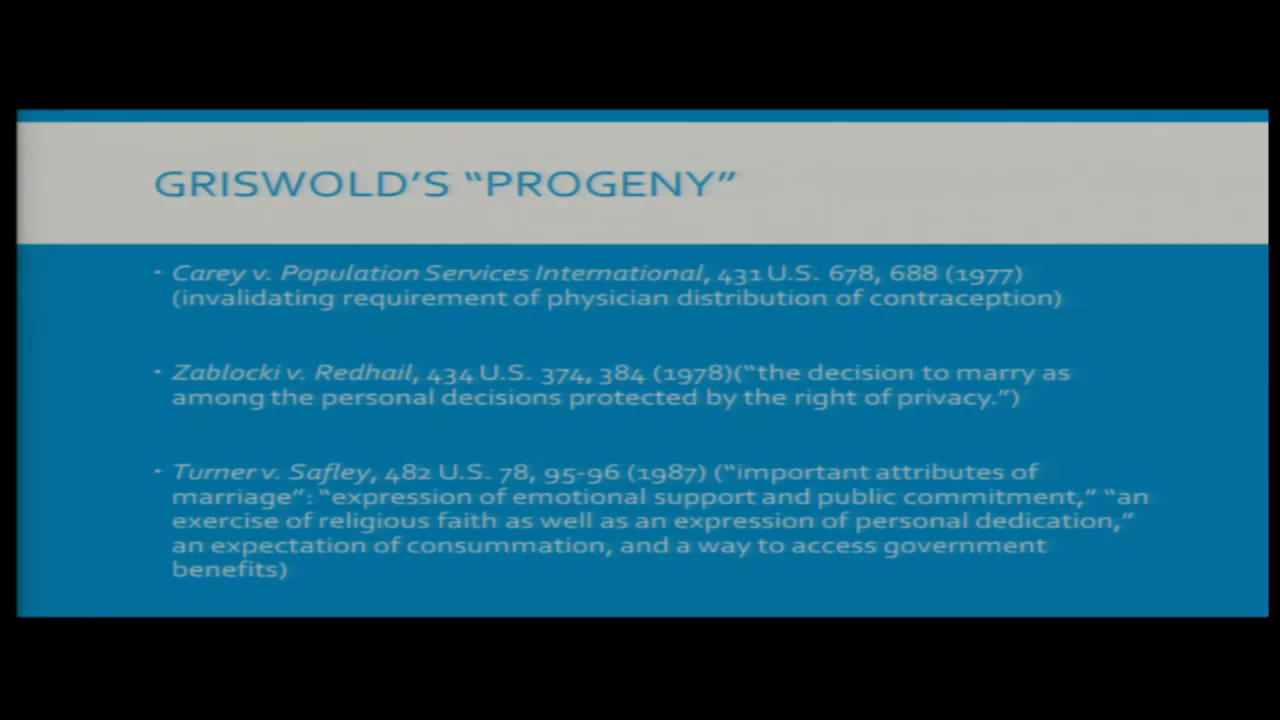 GRISWOLD’S “PROGENY”
· Carey v. Population Services International, 431 U.S. 678, 688 (1977)
(invalidating requirement of physician distribution of contraception)
· Zablocki v. Redhail, 434 U.S. 374, 384 (1978)(“the decision to marry as
among the personal decisions protected by the right of privacy.”)
· Turner v. Safley, 482 U.S. 78, 95-96 (1987) (“important attributes of
marriage”: “expression of emotional support and public commitment,” “an
exercise of religious faith as well as an expression of personal dedication,”
an expectation of consummation, and a way to access government
benefits)